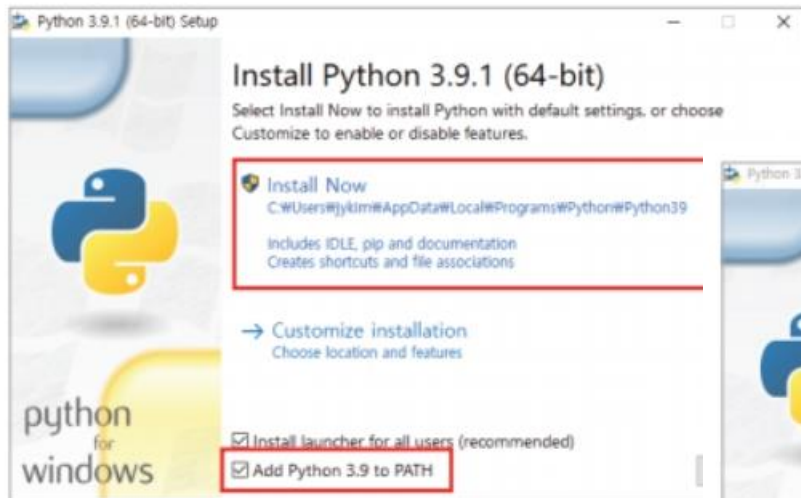 Python 3.9.1 (64-bit) Setup
Install Python 3.9.1 (64-bit)
Select Install Now to install Python with default settings, or choose
Customize to enable or disable features.
Install Now
C:₩Users₩jykim₩AppData₩Local₩Programs₩Python₩Python39
Includes IDLE, pip and documentation
Creates shortcuts and file associations
Python 3
→ Customize installation
Choose location and features
python
for
windows
Install launcher for all users (recommended)
Add Python 3.9 to PATH